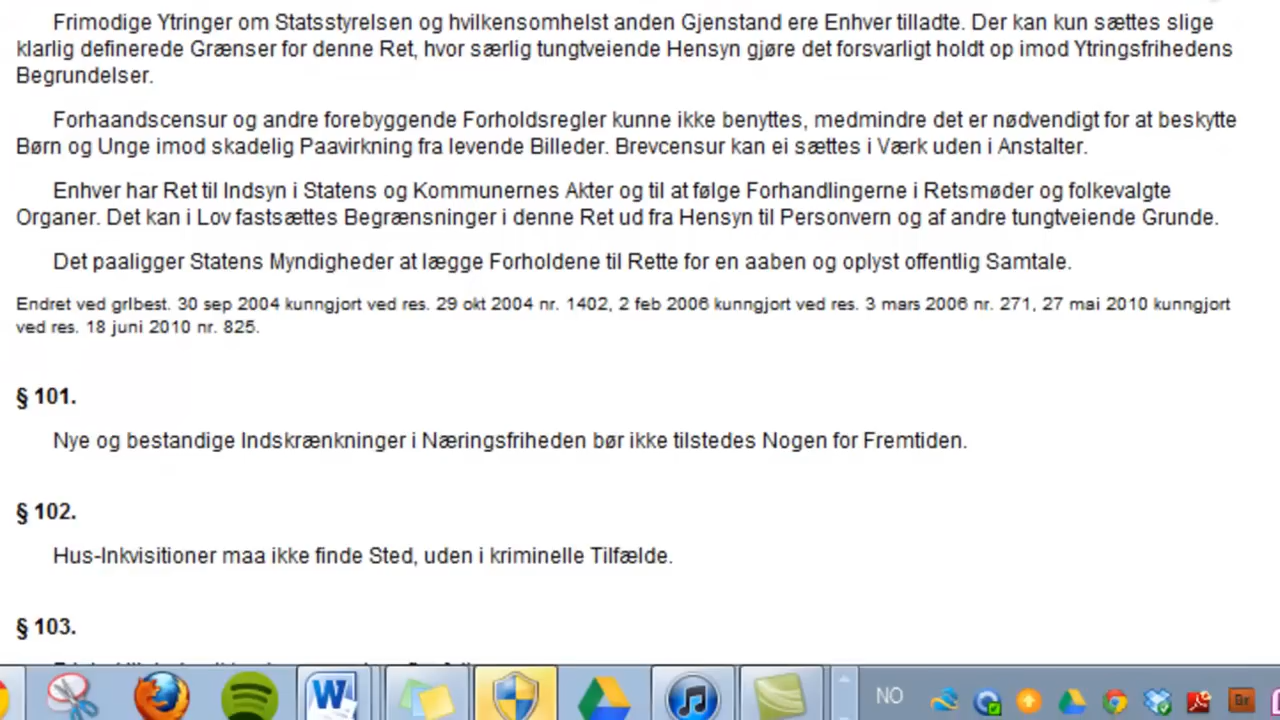 Frimodige Ytringer om Statsstyrelsen og hvilkensomhelst anden Gjenstand ere Enhver tilladte. Der kan kun sættes slige
klarlig definerede Grænser for denne Ret, hvor særlig tungtveiende Hensyn gjøre det forsvarligt holdt op imod Ytringsfrihedens
Begrundelser.
Forhaandscensur og andre forebyggende Forholdsregler kunne ikke benyttes, medmindre det er nødvendigt for at beskytte
Børn og Unge imod skadelig Paavirkning fra levende Billeder. Brevcensur kan ei sættes i Værk uden i Anstalter.
Enhver har Ret til Indsyn i Statens og Kommunernes Akter og til at følge Forhandlingerne i Retsmøder og folkevalgte
Organer. Det kan i Lov fastsættes Begrænsninger i denne Ret ud fra Hensyn til Personvern og af andre tungtveiende Grunde.
Det paaligger Statens Myndigheder at lægge Forholdene til Rette for en aaben og oplyst offentlig Samtale.
Endret ved grlbest. 30 sep 2004 kunngjort ved res. 29 okt 2004 nr. 1402, 2 feb 2006 kunngjort ved res. 3 mars 2006 nr. 271, 27 mai 2010 kunngjort
ved res. 18 juni 2010 nr. 825.
§ 101.
Nye og bestandige Indskrænkninger i Næringsfriheden bør ikke tilstedes Nogen for Fremtiden.
§ 102.
Hus-Inkvisitioner maa ikke finde Sted, uden i kriminelle Tilfælde.
§ 103.
W NO Br